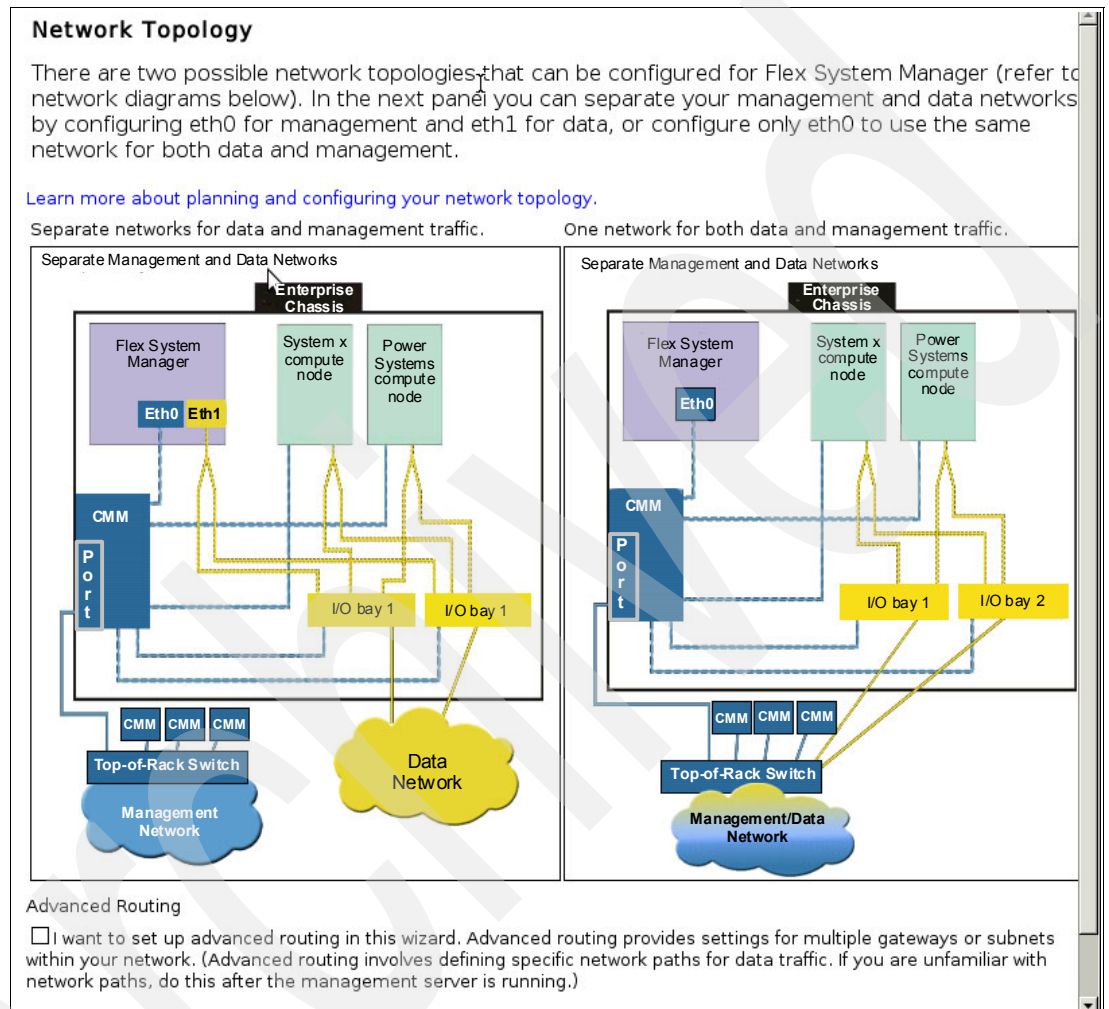 Network Topology
There are two possible network topologies that can be configured for Flex System Manager (refer to
network diagrams below). In the next panel you can separate your management and data networks
by configuring eth0 for management and eth1 for data, or configure only eth0 to use the same
network for both data and management.
Learn more about planning and configuring your network topology.
Separate networks for data and management traffic.
Separate Management and Data Networks
Enterprise
Chassis
Flex System
Manager
Eth0 Eth1
System x
compute
node
Power
Systems
compute
node
CMM
Port
I/O bay 1
I/O bay 1
CMM CMM CMM
Top-of-Rack Switch
Management
Network
Data
Network
One network for both data and management traffic.
Separate Management and Data Networks
Enterprise
Chassis
Flex System
Manager
Eth0
System x
compute
node
Power
Systems
compute
node
CMM
Port
I/O bay 1
I/O bay 2
CMM CMM CMM
Top-of-Rack Switch
Management/Data
Network
Advanced Routing
I want to set up advanced routing in this wizard. Advanced routing provides settings for multiple gateways or subnets
within your network. (Advanced routing involves defining specific network paths for data traffic. If you are unfamiliar with
network paths, do this after the management server is running.)